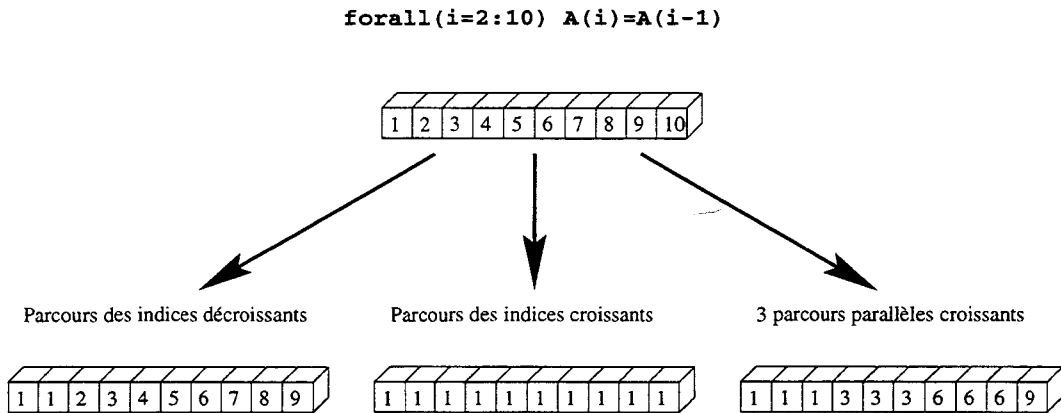 forall(i=2:10) A(i)=A(i-1)
1 2 3 4 5 6 7 8 9 10
Parcours des indices décroissants
Parcours des indices croissants
3 parcours parallèles croissants
1 1 2 3 4 5 6 7 8 9
1 1 1 1 1 1 1 1 1 1
1 1 1 3 3 3 6 6 6 9